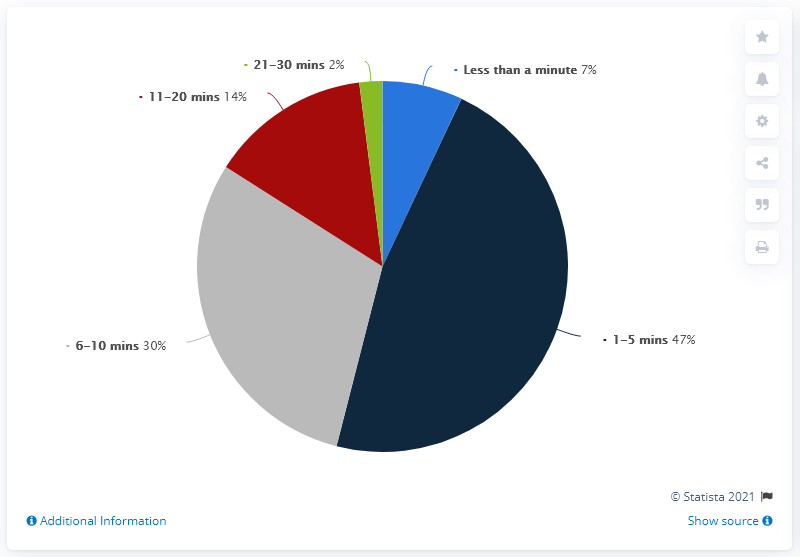 21–30 mins 2%
Less than a minute 7%
11–20 mins 14%
1–5 mins 47%
6–10 mins 30%
© Statista 2021
Additional Information
Show source